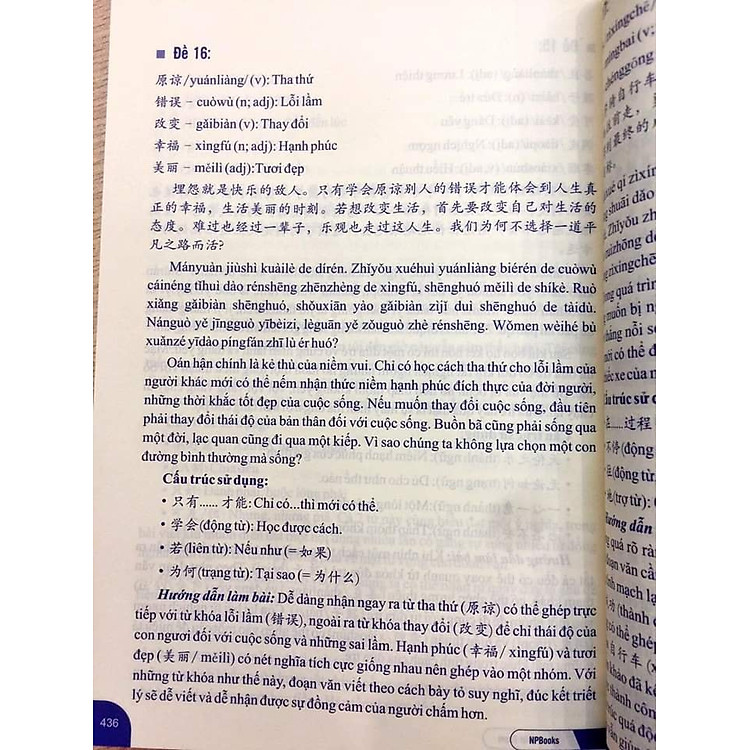 Đề 16:
原谅/yuánliàng/ (v): Tha thứ
错误 – cuòwù (n; adj): Lỗi lầm
改变 – gǎibiàn (v): Thay đổi
幸福 – xìngfú (n; adj): Hạnh phúc
美丽 – měilì (adj):Tươi đẹp
埋怨就是快乐的敌人。只有学会原谅别人的错误才能体会到人生真
正的幸福，生活美丽的时刻。若想改变生活，首先要改变自己对生活的
态度。难过也经过一辈子，乐观也走过这人生。我们为何不选择一道平
凡之路而活?
Mányuàn jiùshì kuàilè de dírén. Zhǐyǒu xuéhuì yuánliàng biérén de cuòwù
cáinéng tǐhuì dào rénshēng zhēnzhèng de xìngfú, shēnghuó měilì de shíkè. Ruò
xiǎng gǎibiàn shēnghuó, shǒuxiān yào gǎibiàn zìjǐ duì shēnghuó de tàidù.
Nánguò yě jīngguò yībèizi, lèguān yě zǒuguò zhè rénshēng. Wǒmen wèihé bù
xuǎnzé yīdào píngfán zhī lù ér huó?
Oán hận chính là kẻ thù của niềm vui. Chỉ có học cách tha thứ cho lỗi lầm của
người khác mới có thể nếm nhận thức niềm hạnh phúc đích thực của đời người,
những thời khắc tốt đẹp của cuộc sống. Nếu muốn thay đổi cuộc sống, đầu tiên
phải thay đổi thái độ của bản thân đối với cuộc sống. Buồn bã cũng phải sống qua
một đời, lạc quan cũng đi qua một kiếp. Vì sao chúng ta không lựa chọn một con
đường bình thường mà sống?
Cấu trúc sử dụng:
• 只有......才能: Chỉ có...thì mới có thể.
• 学会(động từ): Học được cách.
• 若(liên từ): Nếu như (= 如果)
• 为何(trạng từ): Tại sao (= 为什么)
Hướng dẫn làm bài: Dễ dàng nhận ngay ra từ tha thứ (原谅) có thể ghép trực
tiếp với từ khóa lỗi lầm (错误), ngoài ra từ khóa thay đổi (改变) để chỉ thái độ của
con ngươi đối với cuộc sống và những sai lầm. Hạnh phúc (幸福/ xìngfú) và tươi
đẹp (美丽/ měilì) có nét nghĩa tích cực giống nhau nên ghép vào một nhóm. Với
những từ khóa như thế này, đoạn văn viết theo cách bày tỏ suy nghĩ, đúc kết triết
lý sẽ dễ viết và dễ nhận được sự đồng cảm của người chấm hơn.
436
NPBooks